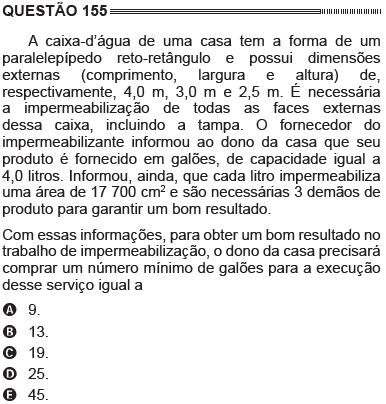 QUESTÃO 155
A caixa-d’água de uma casa tem a forma de um
paralelepípedo reto-retângulo e possui dimensões
externas (comprimento, largura e altura) de,
respectivamente, 4,0 m, 3,0 m e 2,5 m. É necessária
a impermeabilização de todas as faces externas
dessa caixa, incluindo a tampa. O fornecedor do
impermeabilizante informou ao dono da casa que seu
produto é fornecido em galões, de capacidade igual a
4,0 litros. Informou, ainda, que cada litro impermeabiliza
uma área de 17 700 cm² e são necessárias 3 demãos de
produto para garantir um bom resultado.
Com essas informações, para obter um bom resultado no
trabalho de impermeabilização, o dono da casa precisará
comprar um número mínimo de galões para a execução
desse serviço igual a
A 9.
B 13.
C 19.
D 25.
E 45.